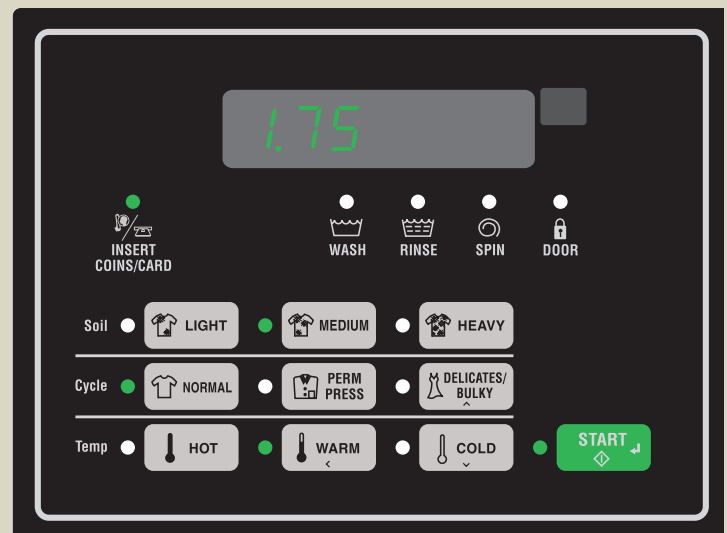 1.75
INSERT
COINS/CARD
WASH
RINSE
SPIN
DOOR
Soil
LIGHT
MEDIUM
HEAVY
Cycle
NORMAL
PERM
PRESS
DELICATES/
BULKY
Temp
HOT
WARM
COLD
START